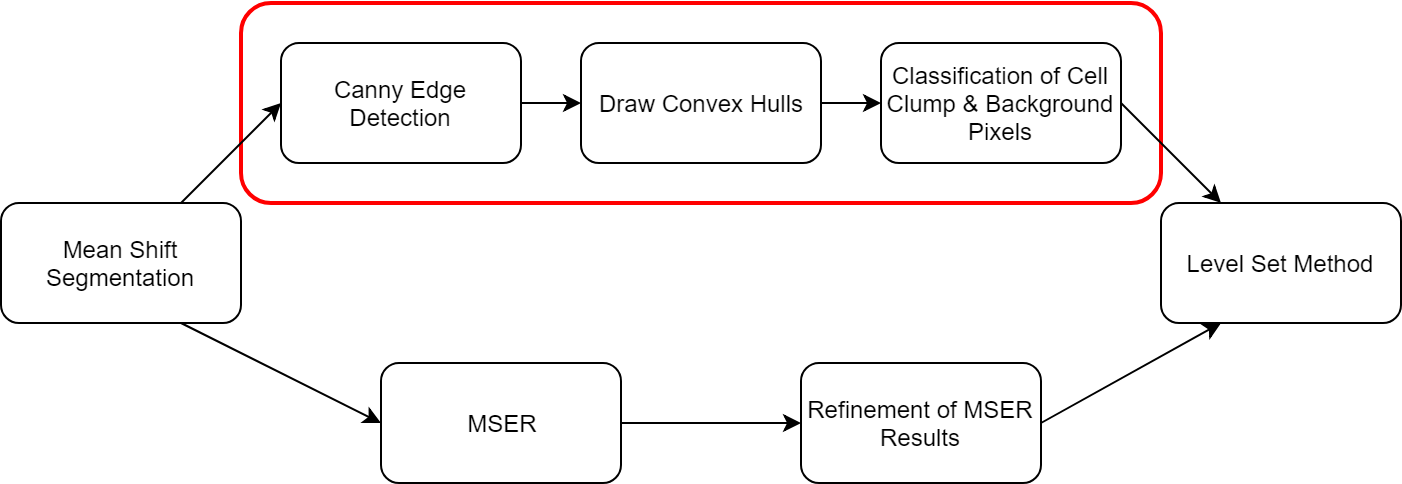 Canny Edge
Detection
Draw Convex Hulls
Classification of Cell
Clump & Background
Pixels
Mean Shift
Segmentation
Level Set Method
MSER
Refinement of MSER
Results